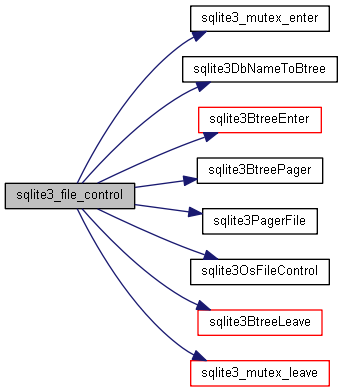 sqlite3_mutex_enter
sqlite3DbNameToBtree
sqlite3BtreeEnter
sqlite3BtreePager
sqlite3_file_control
sqlite3PagerFile
sqlite3OsFileControl
sqlite3BtreeLeave
sqlite3_mutex_leave